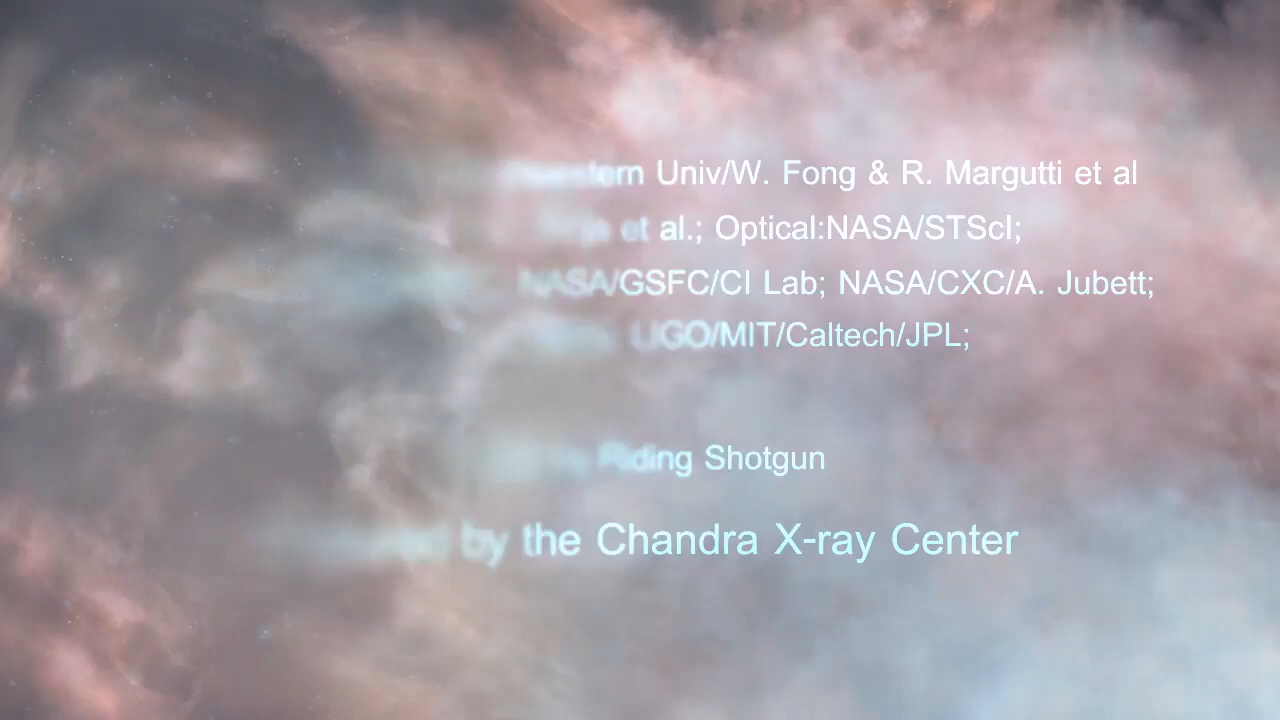 Univ/W. Fong & R. Margutti et al
et al.; Optical:NASA/STScI;
NASA/GSFC/CI Lab; NASA/CXC/A. Jubett;
LIGO/MIT/Caltech/JPL;
Riding Shotgun
by the Chandra X-ray Center